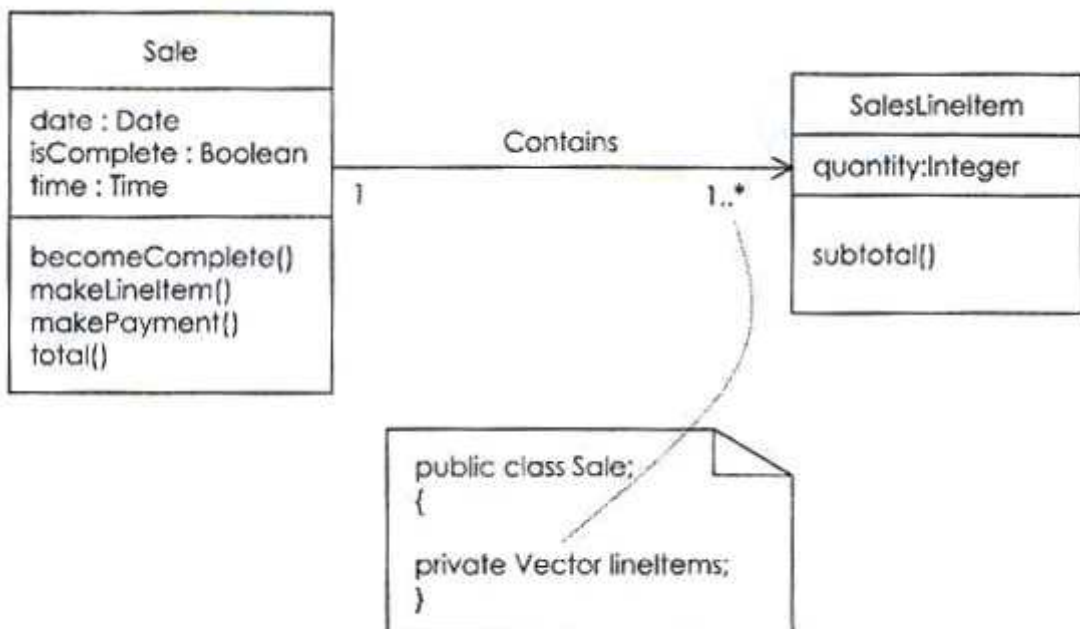 Sale
date : Date
isComplete : Boolean
time : Time
becomeComplete()
makeLineItem()
makePayment()
total()
Contains
1
1..*
SalesLineItem
quantity:Integer
subtotal()
public class Sale;
{
private Vector lineItems;
}